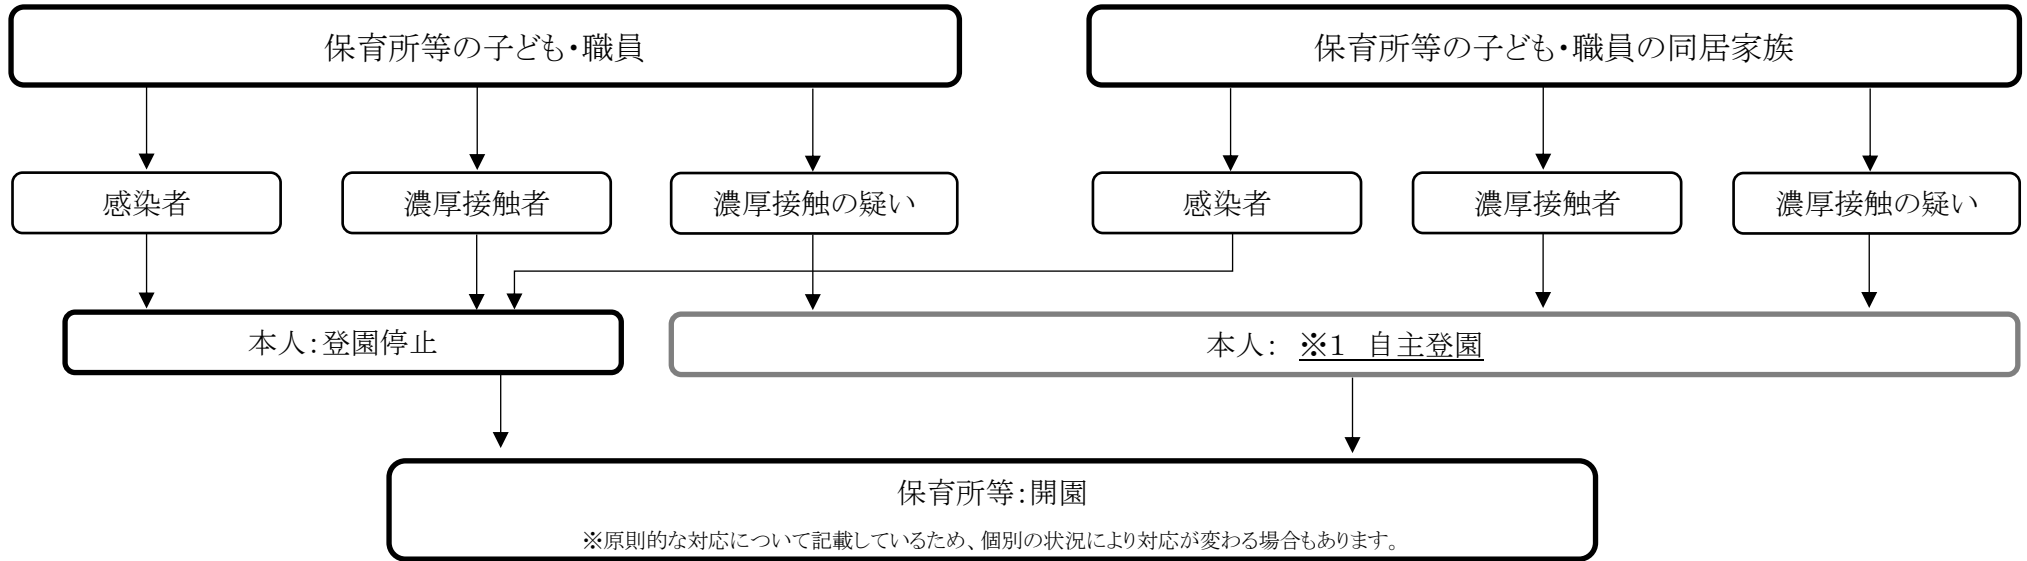 保育所等の子ども・職員
保育所等の子ども・職員の同居家族
感染者
濃厚接触者
濃厚接触の疑い
感染者
濃厚接触者
濃厚接触の疑い
本人：登園停止
本人： ※1　自主登園
保育所等：開園
※原則的な対応について記載しているため、個別の状況により対応が変わる場合もあります。